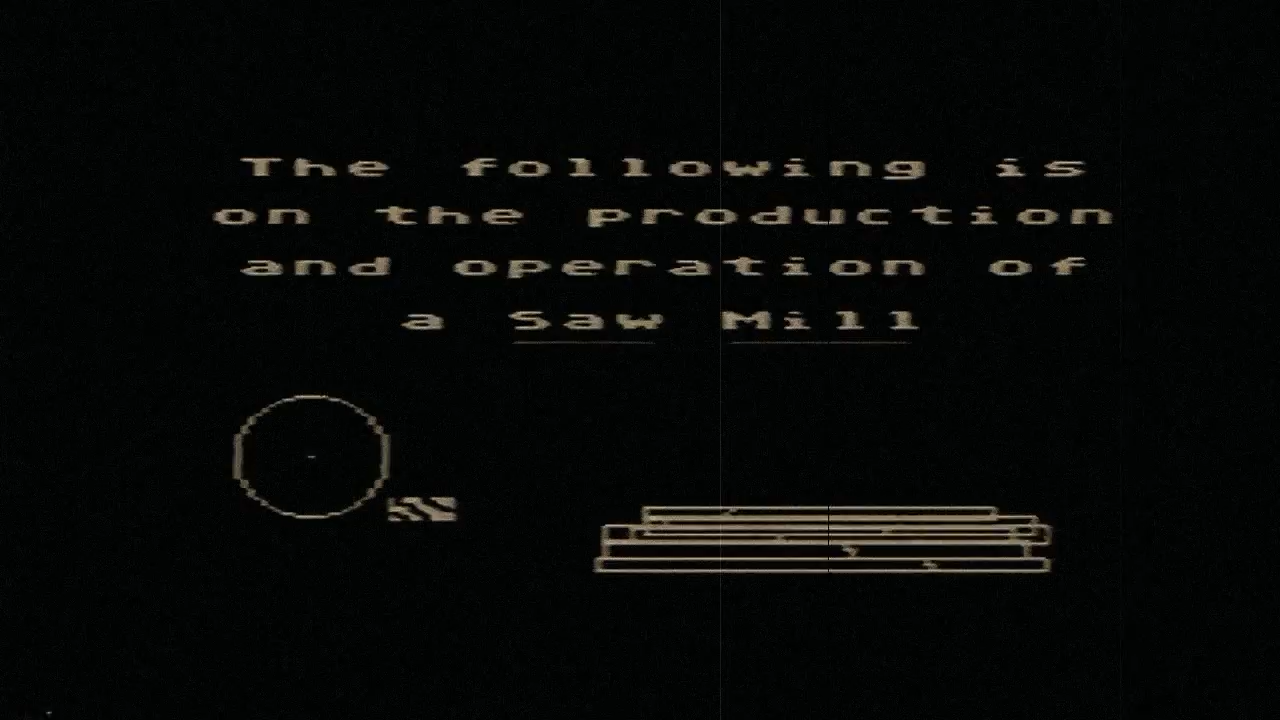 The following is
on the production
and operation of
a Saw Mill